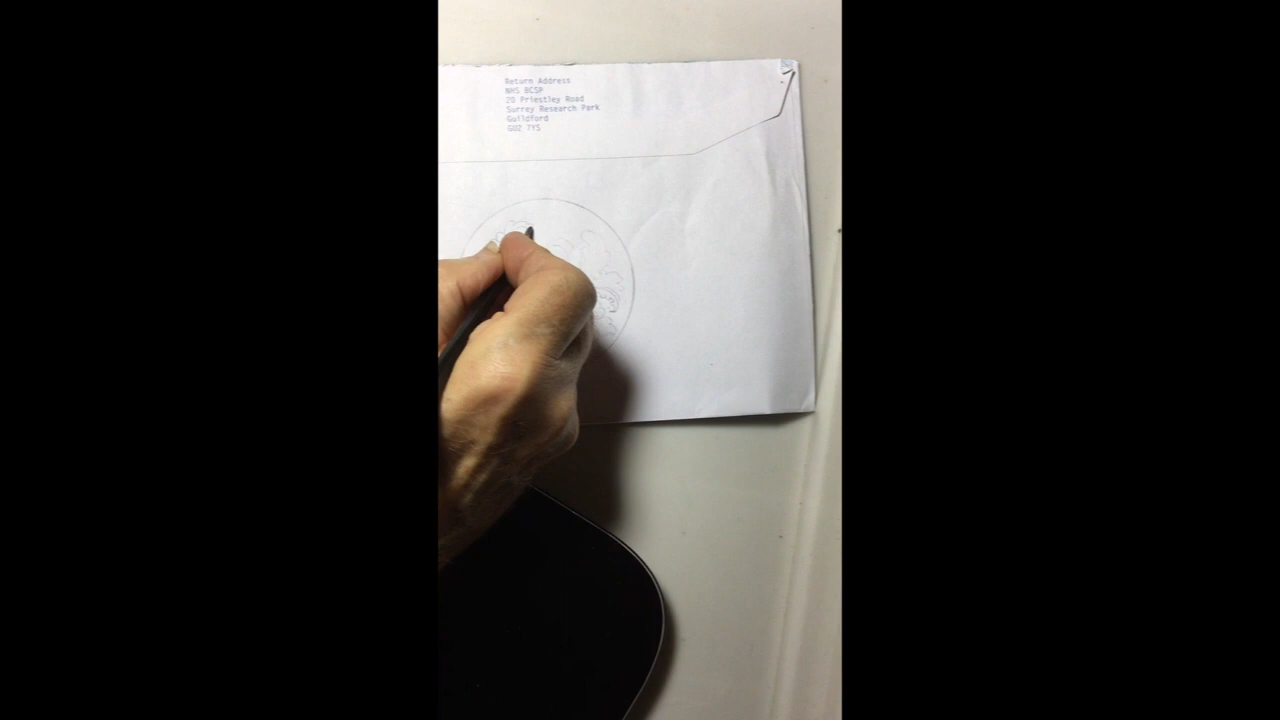 Return Address
NHS BCSP
20 Priestley Road
Surrey Research Park
Guildford
GU2 7YS